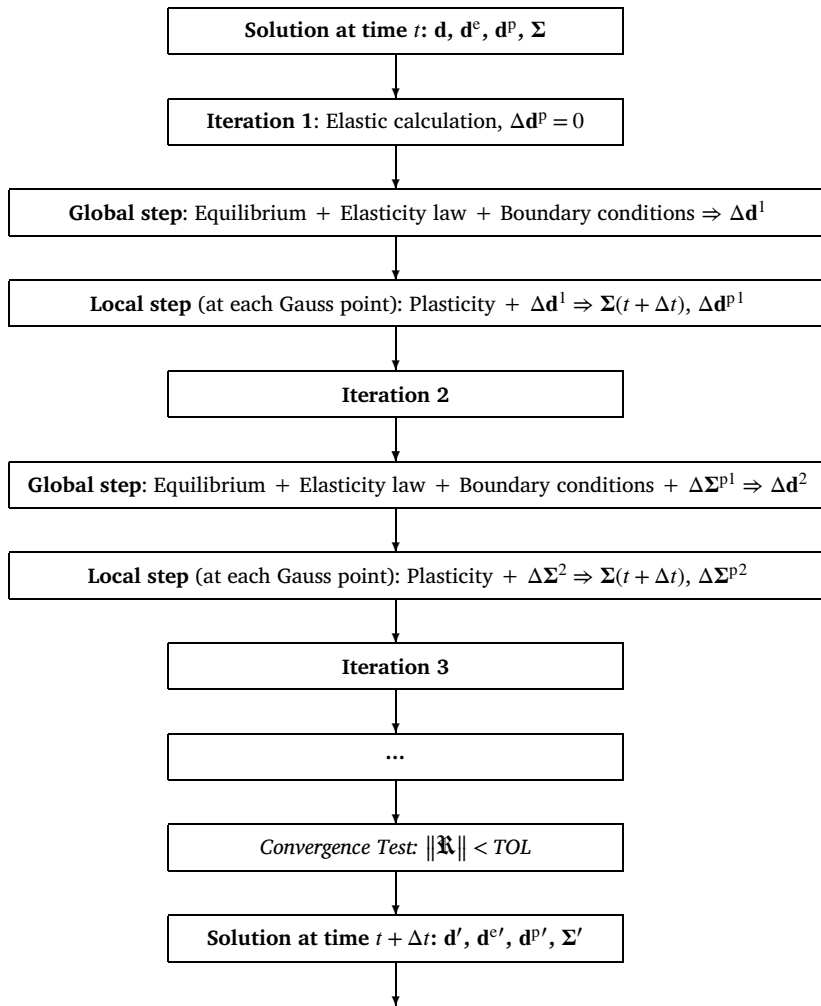 Solution at time t: d, dᵉ, dᵖ, Σ
Iteration 1: Elastic calculation, Δdᵖ = 0
Global step: Equilibrium + Elasticity law + Boundary conditions ⇒ Δd¹
Local step (at each Gauss point): Plasticity + Δd¹ ⇒ Σ(t + Δt), Δdᵖ¹
Iteration 2
Global step: Equilibrium + Elasticity law + Boundary conditions + ΔΣᵖ¹ ⇒ Δd²
Local step (at each Gauss point): Plasticity + ΔΣ² ⇒ Σ(t + Δt), ΔΣᵖ²
Iteration 3
...
Convergence Test: ‖ℜ‖ < TOL
Solution at time t + Δt: d′, dᵉ′, dᵖ′, Σ′